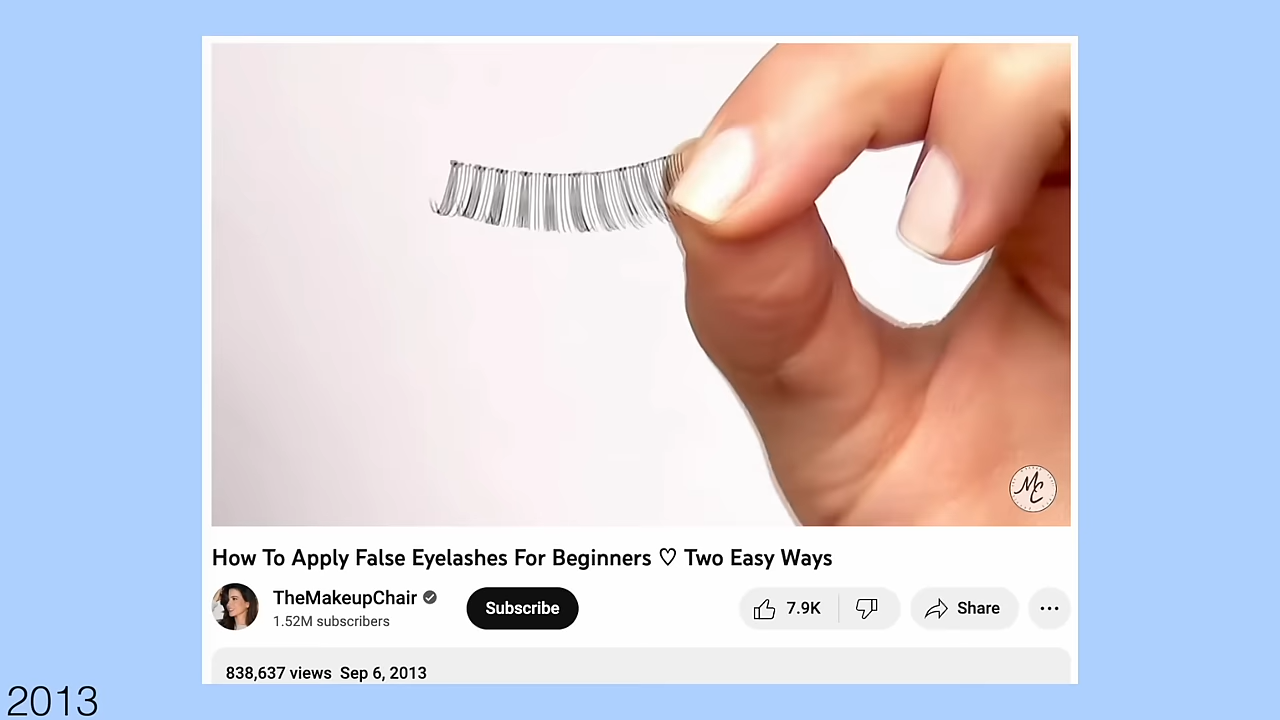 MC
How To Apply False Eyelashes For Beginners ♡ Two Easy Ways
TheMakeupChair
1.52M subscribers
Subscribe
7.9K
Share
838,637 views Sep 6, 2013
2013